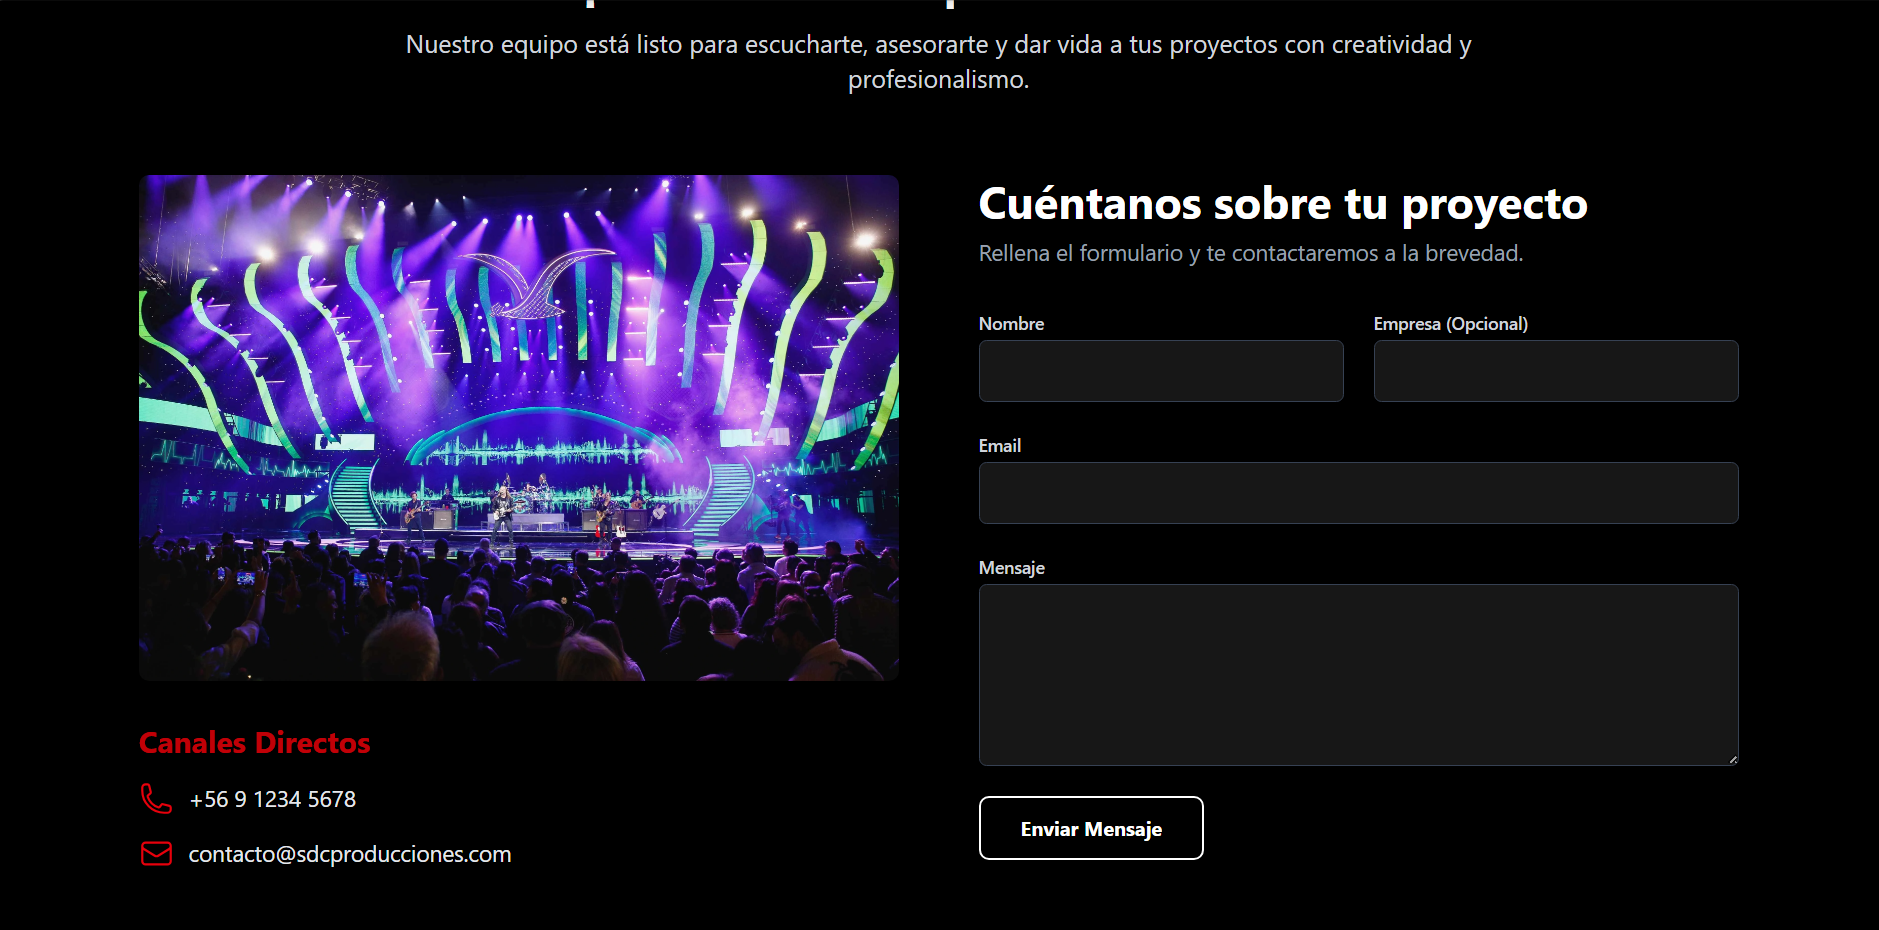 Nuestro equipo está listo para escucharte, asesorarte y dar vida a tus proyectos con creatividad y
profesionalismo.
Cuéntanos sobre tu proyecto
Rellena el formulario y te contactaremos a la brevedad.
Nombre
Empresa (Opcional)
Email
Mensaje
Enviar Mensaje
Canales Directos
+56 9 1234 5678
contacto@sdcproducciones.com